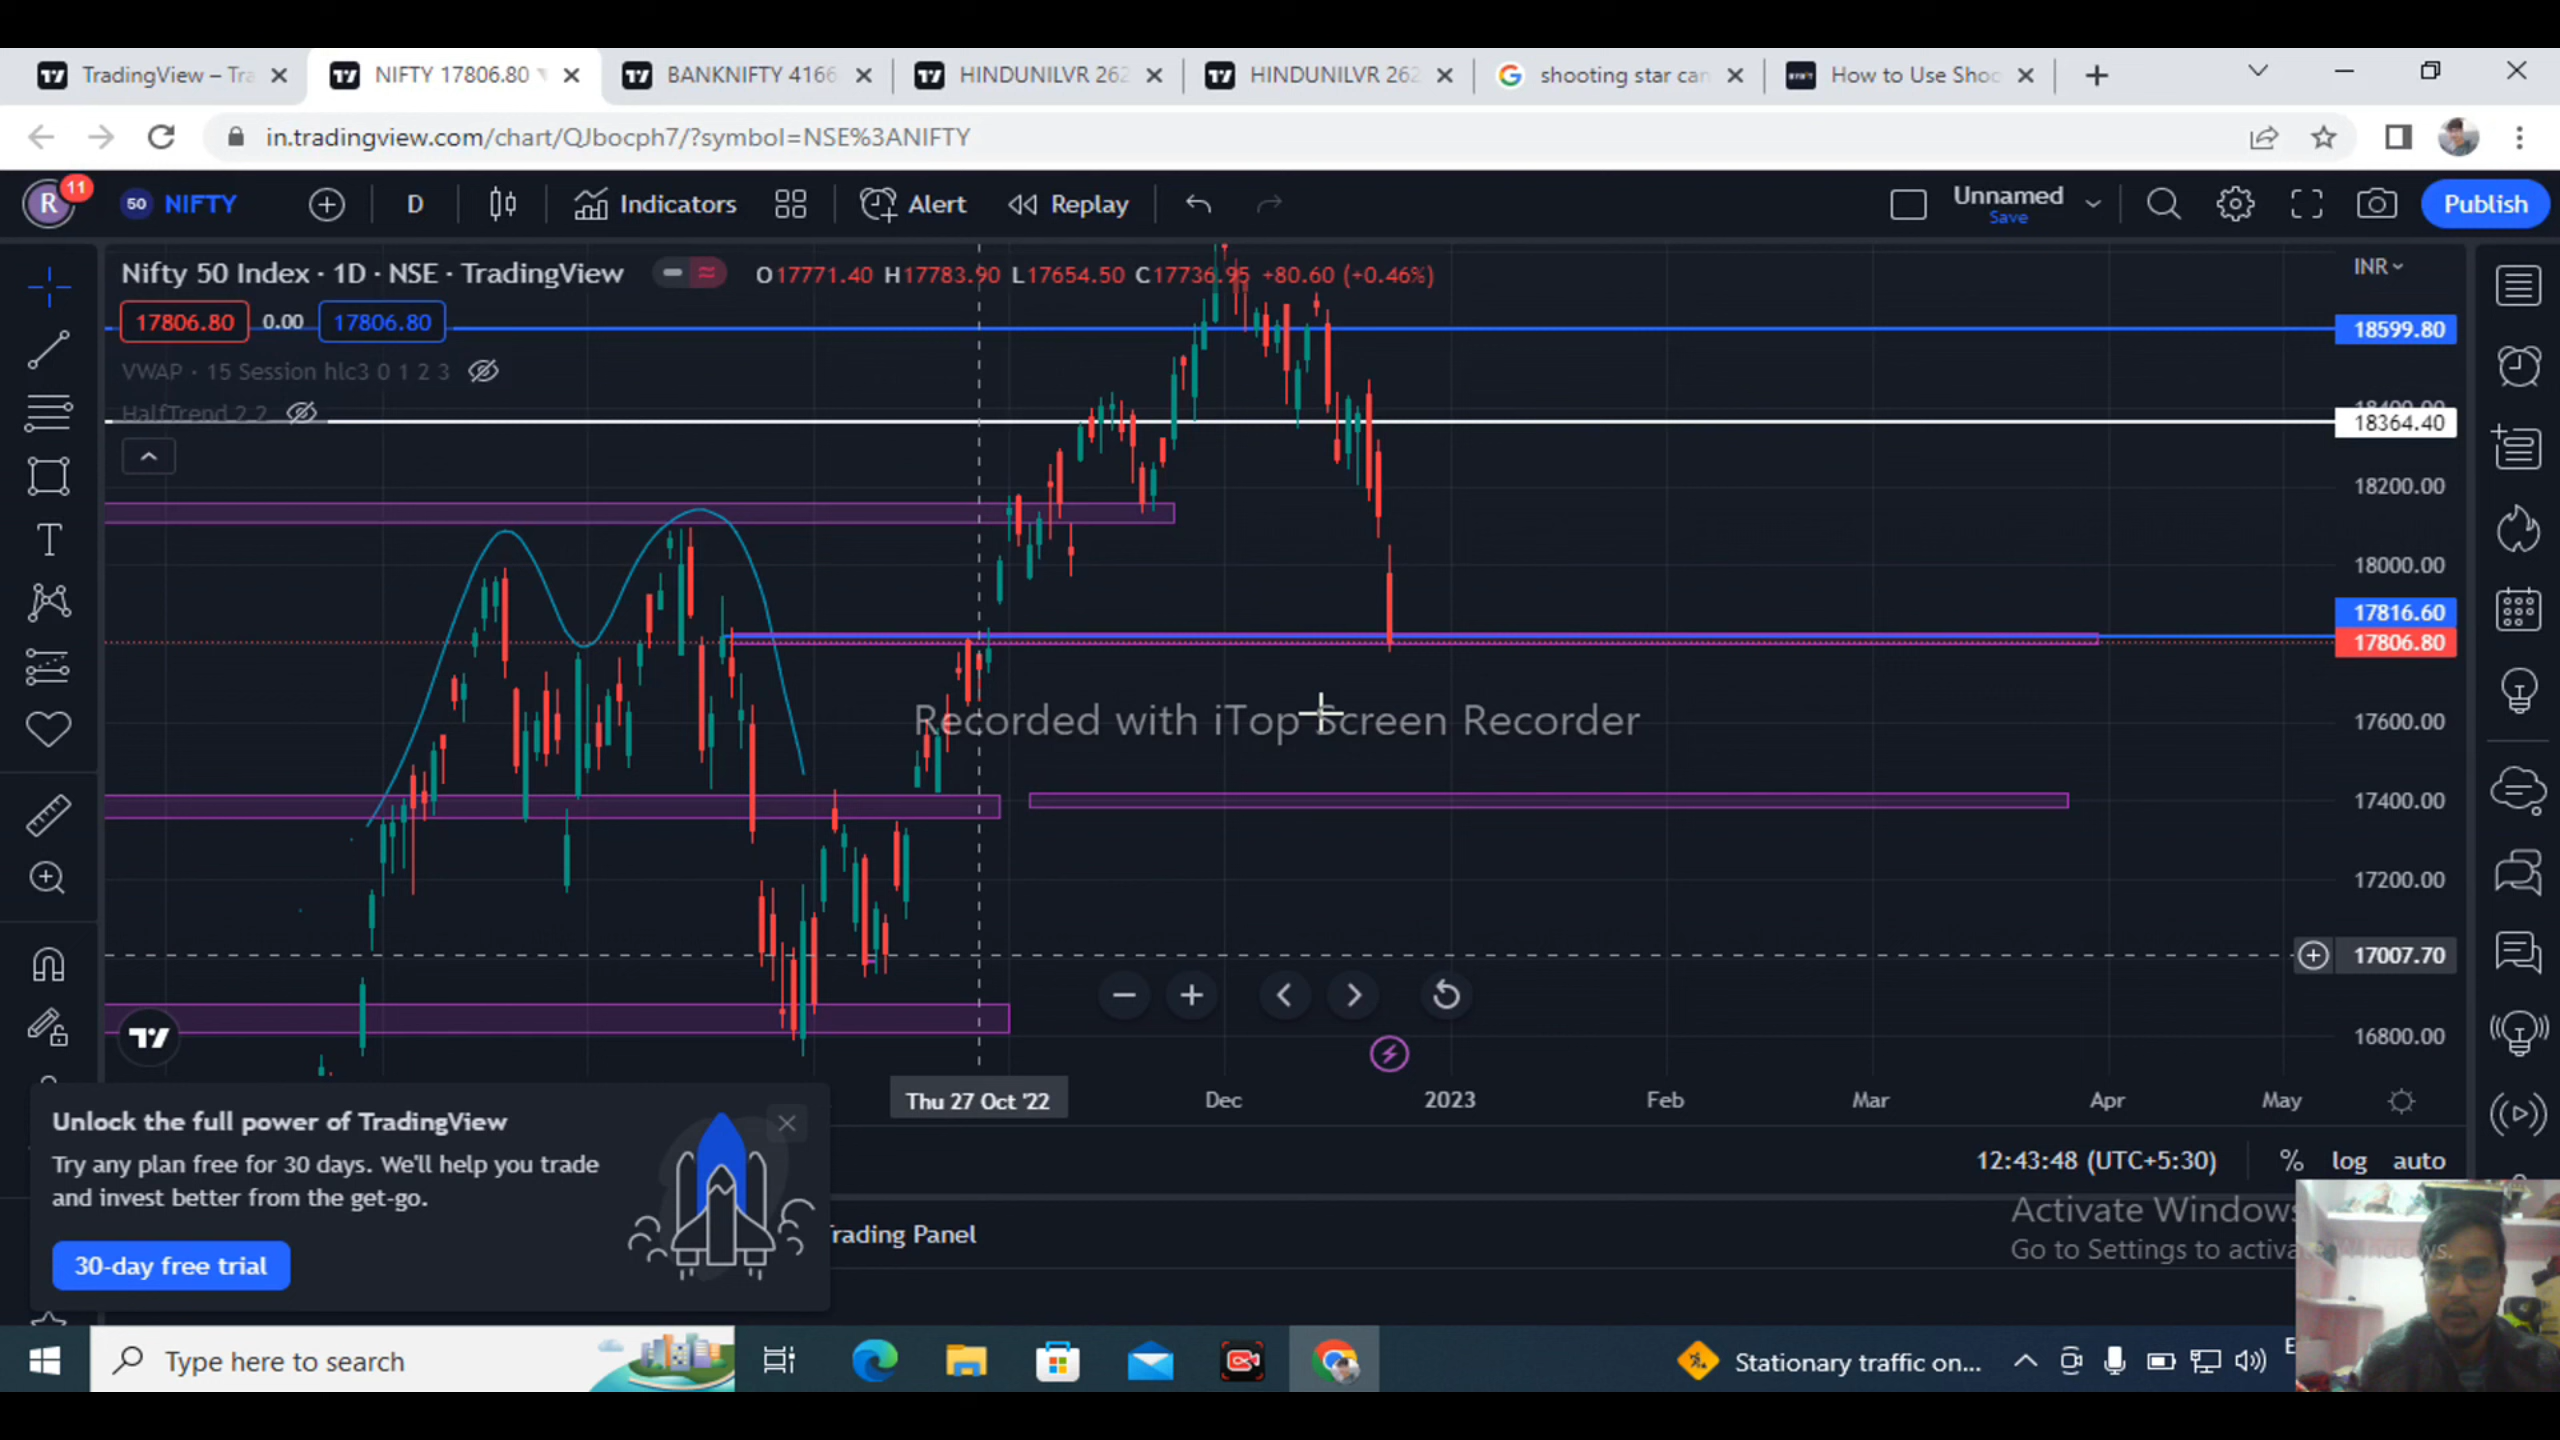 TradingView – Tra
NIFTY 17806.80
BANKNIFTY 4166
HINDUNILVR 262
HINDUNILVR 262
shooting star can
How to Use Shoo
in.tradingview.com/chart/QJbocph7/?symbol=NSE%3ANIFTY
R
11
50 NIFTY
D
Indicators
Alert
Replay
Unnamed
Save
Publish
Nifty 50 Index · 1D · NSE · TradingView
O17771.40 H17783.90 L17654.50 C17736.95 +80.60 (+0.46%)
INR
17806.80 0.00 17806.80
18599.80
VWAP · 15 Session hlc3 0 1 2 3
HalfTrend 2 2
18400.00
18364.40
18200.00
18000.00
17816.60
17806.80
Recorded with iTop Screen Recorder
17600.00
17400.00
17200.00
17007.70
16800.00
Thu 27 Oct '22
Dec
2023
Feb
Mar
Apr
May
Unlock the full power of TradingView
Try any plan free for 30 days. We'll help you trade
and invest better from the get-go.
30-day free trial
12:43:48 (UTC+5:30)
%
log
auto
Trading Panel
Activate Windows
Go to Settings to activate Windows.
Type here to search
Stationary traffic on...